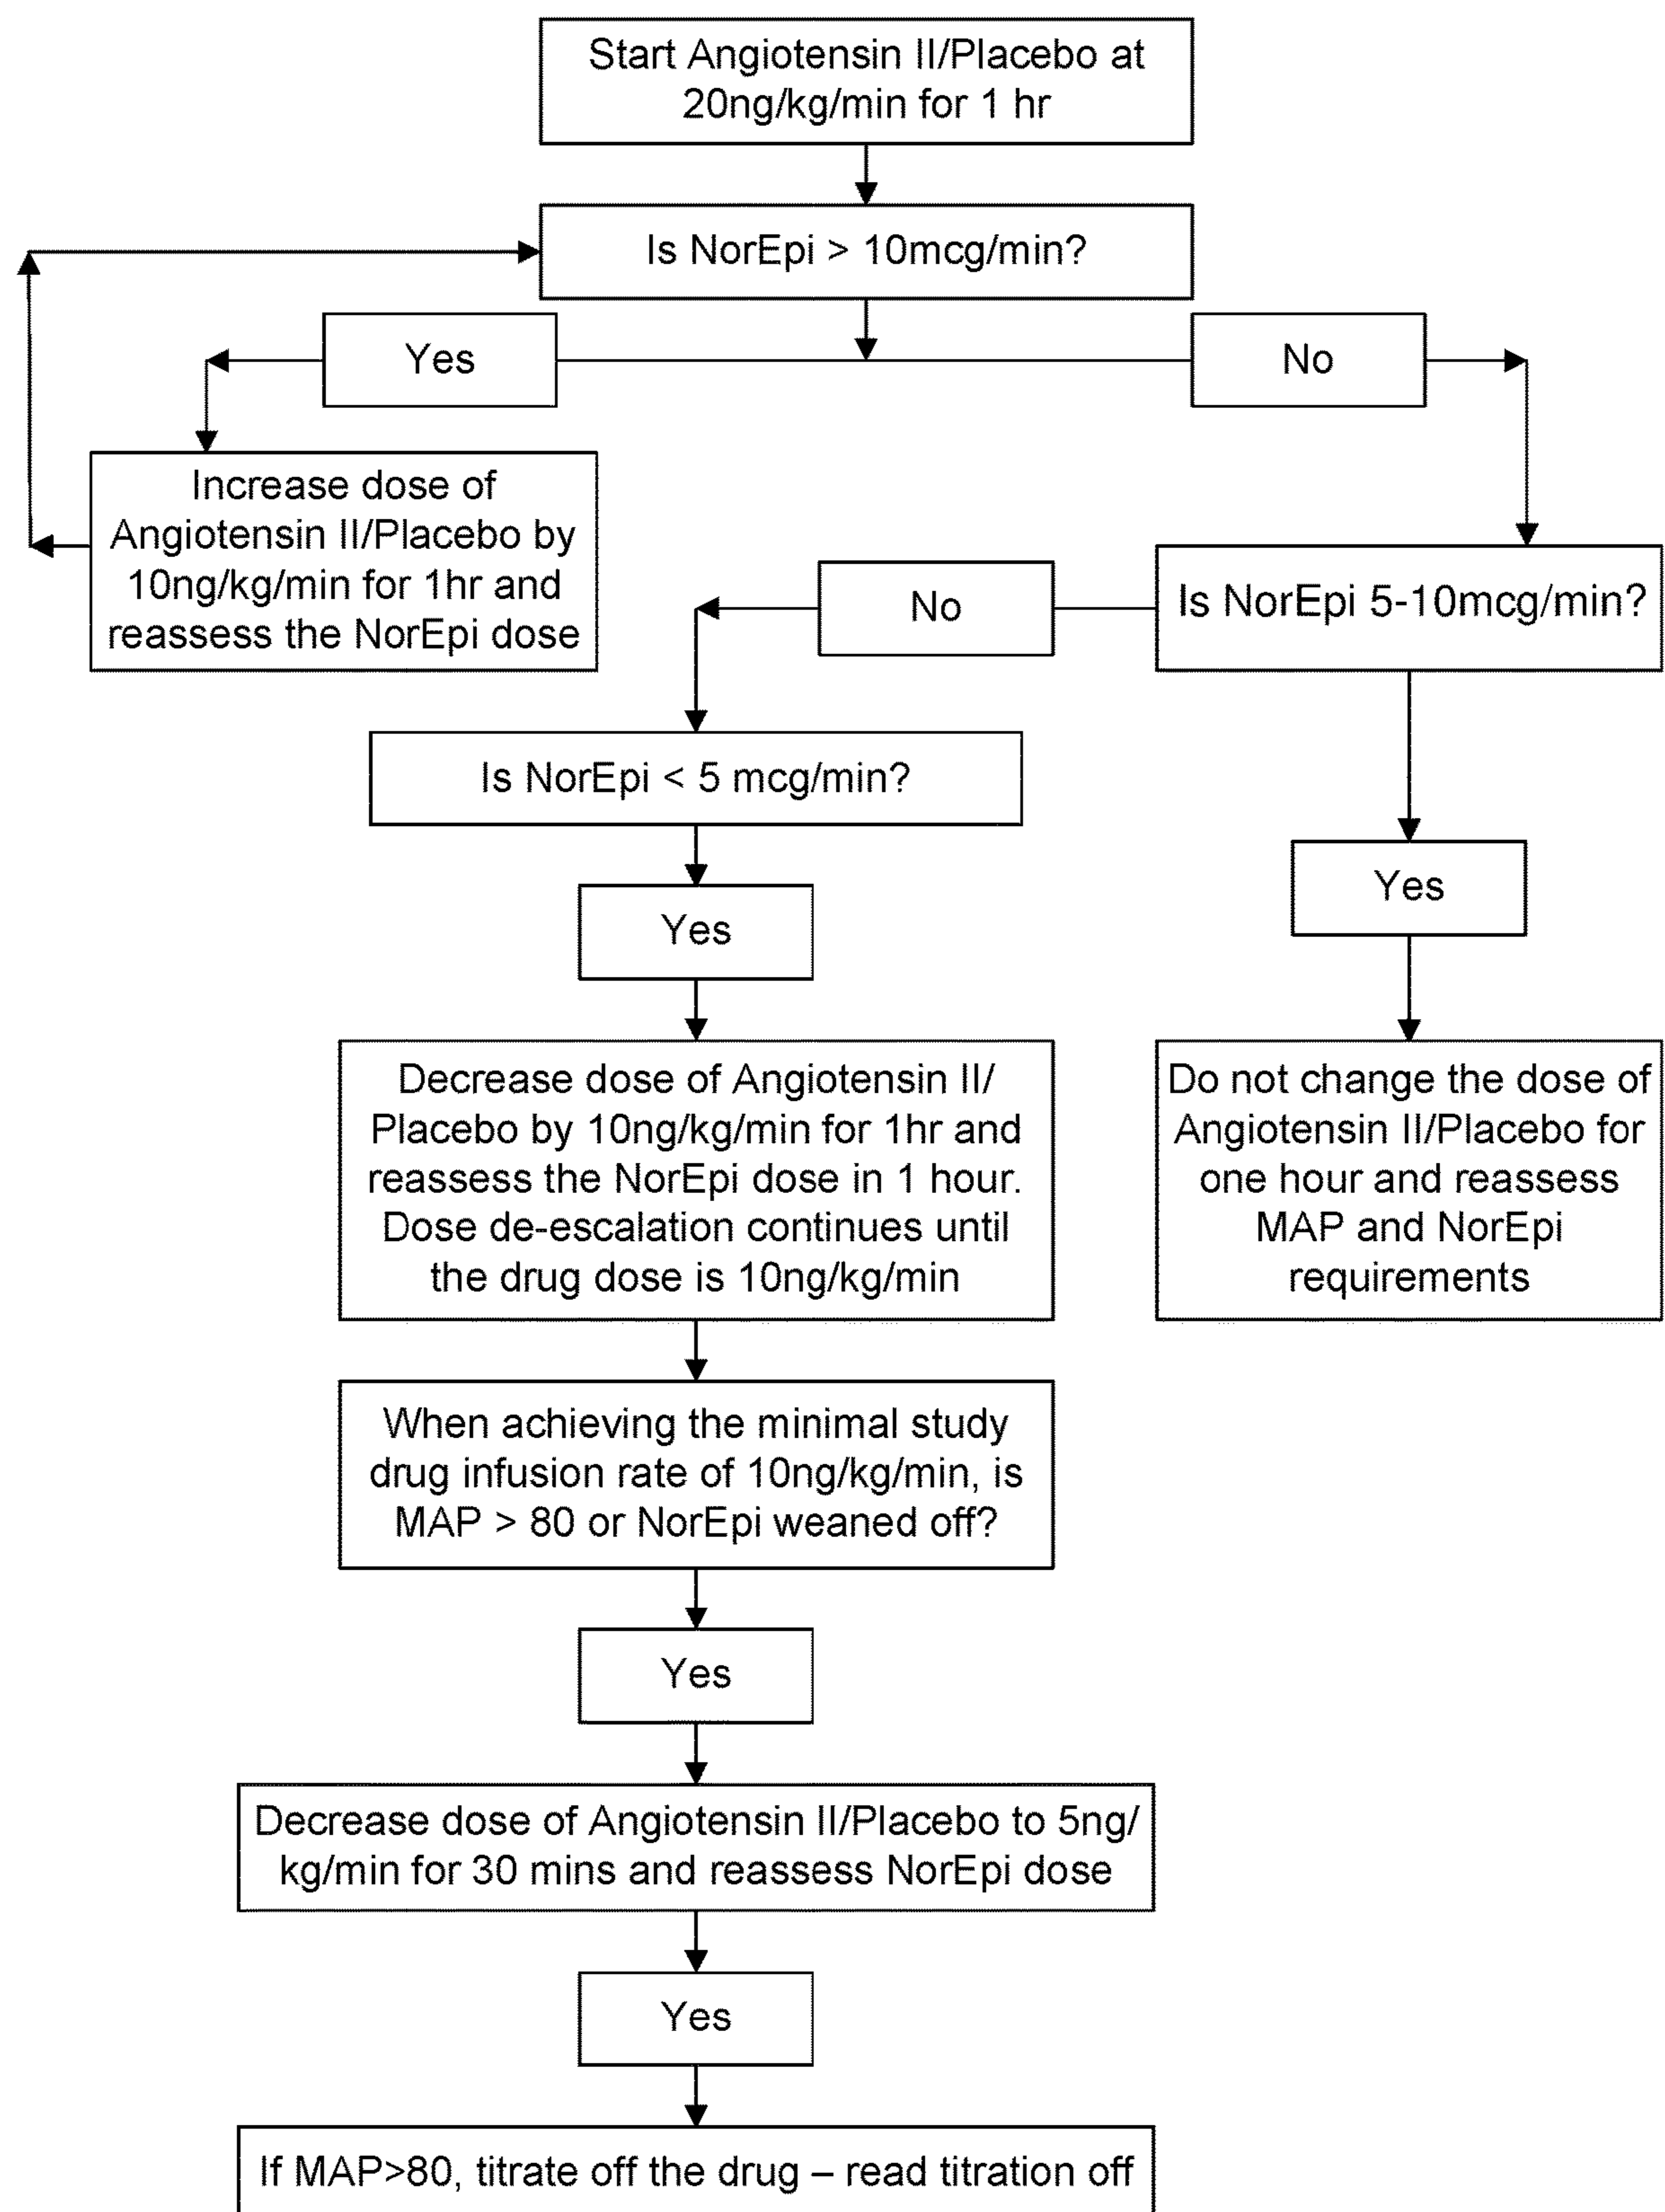 Start Angiotensin II/Placebo at
20ng/kg/min for 1 hr
Is NorEpi > 10mcg/min?
Yes
No
Increase dose of
Angiotensin II/Placebo by
10ng/kg/min for 1hr and
reassess the NorEpi dose
No
Is NorEpi 5-10mcg/min?
Is NorEpi < 5 mcg/min?
Yes
Yes
Decrease dose of Angiotensin II/
Placebo by 10ng/kg/min for 1hr and
reassess the NorEpi dose in 1 hour.
Dose de-escalation continues until
the drug dose is 10ng/kg/min
Do not change the dose of
Angiotensin II/Placebo for
one hour and reassess
MAP and NorEpi
requirements
When achieving the minimal study
drug infusion rate of 10ng/kg/min, is
MAP > 80 or NorEpi weaned off?
Yes
Decrease dose of Angiotensin II/Placebo to 5ng/
kg/min for 30 mins and reassess NorEpi dose
Yes
If MAP>80, titrate off the drug – read titration off